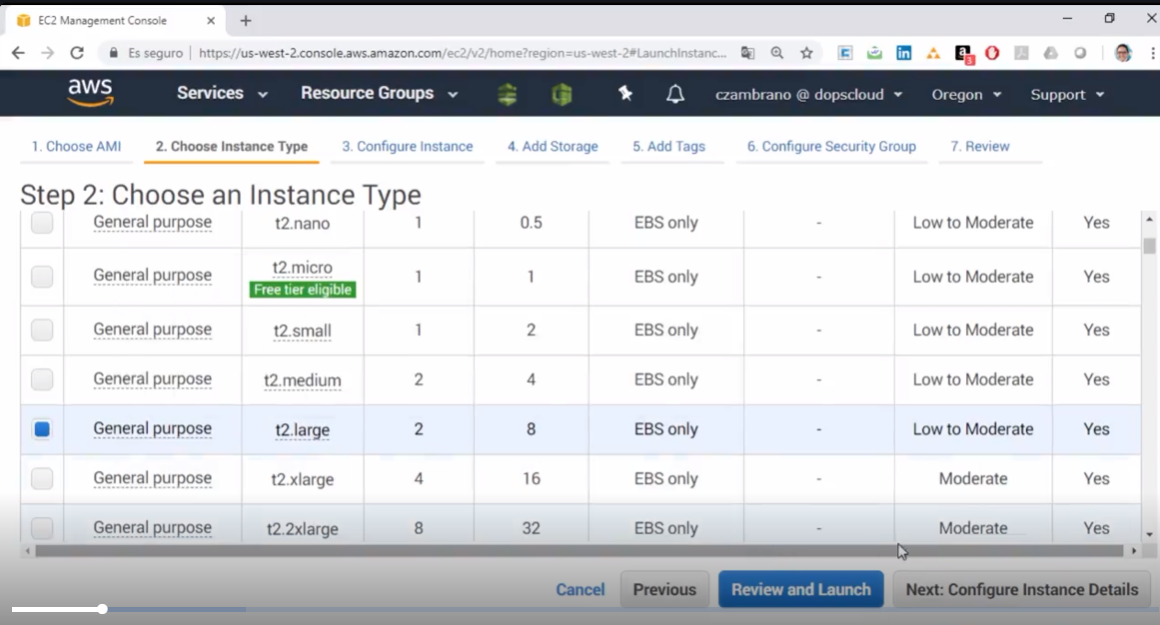 EC2 Management Console
Es seguro | https://us-west-2.console.aws.amazon.com/ec2/v2/home?region=us-west-2#LaunchInstanc...
3
aws Services Resource Groups czambrano @ dopscloud Oregon Support
1. Choose AMI 2. Choose Instance Type 3. Configure Instance 4. Add Storage 5. Add Tags 6. Configure Security Group 7. Review
Step 2: Choose an Instance Type
General purpose t2.nano 1 0.5 EBS only - Low to Moderate Yes
General purpose t2.micro 1 1 EBS only - Low to Moderate Yes
Free tier eligible
General purpose t2.small 1 2 EBS only - Low to Moderate Yes
General purpose t2.medium 2 4 EBS only - Low to Moderate Yes
General purpose t2.large 2 8 EBS only - Low to Moderate Yes
General purpose t2.xlarge 4 16 EBS only - Moderate Yes
General purpose t2.2xlarge 8 32 EBS only - Moderate Yes
Cancel Previous Review and Launch Next: Configure Instance Details